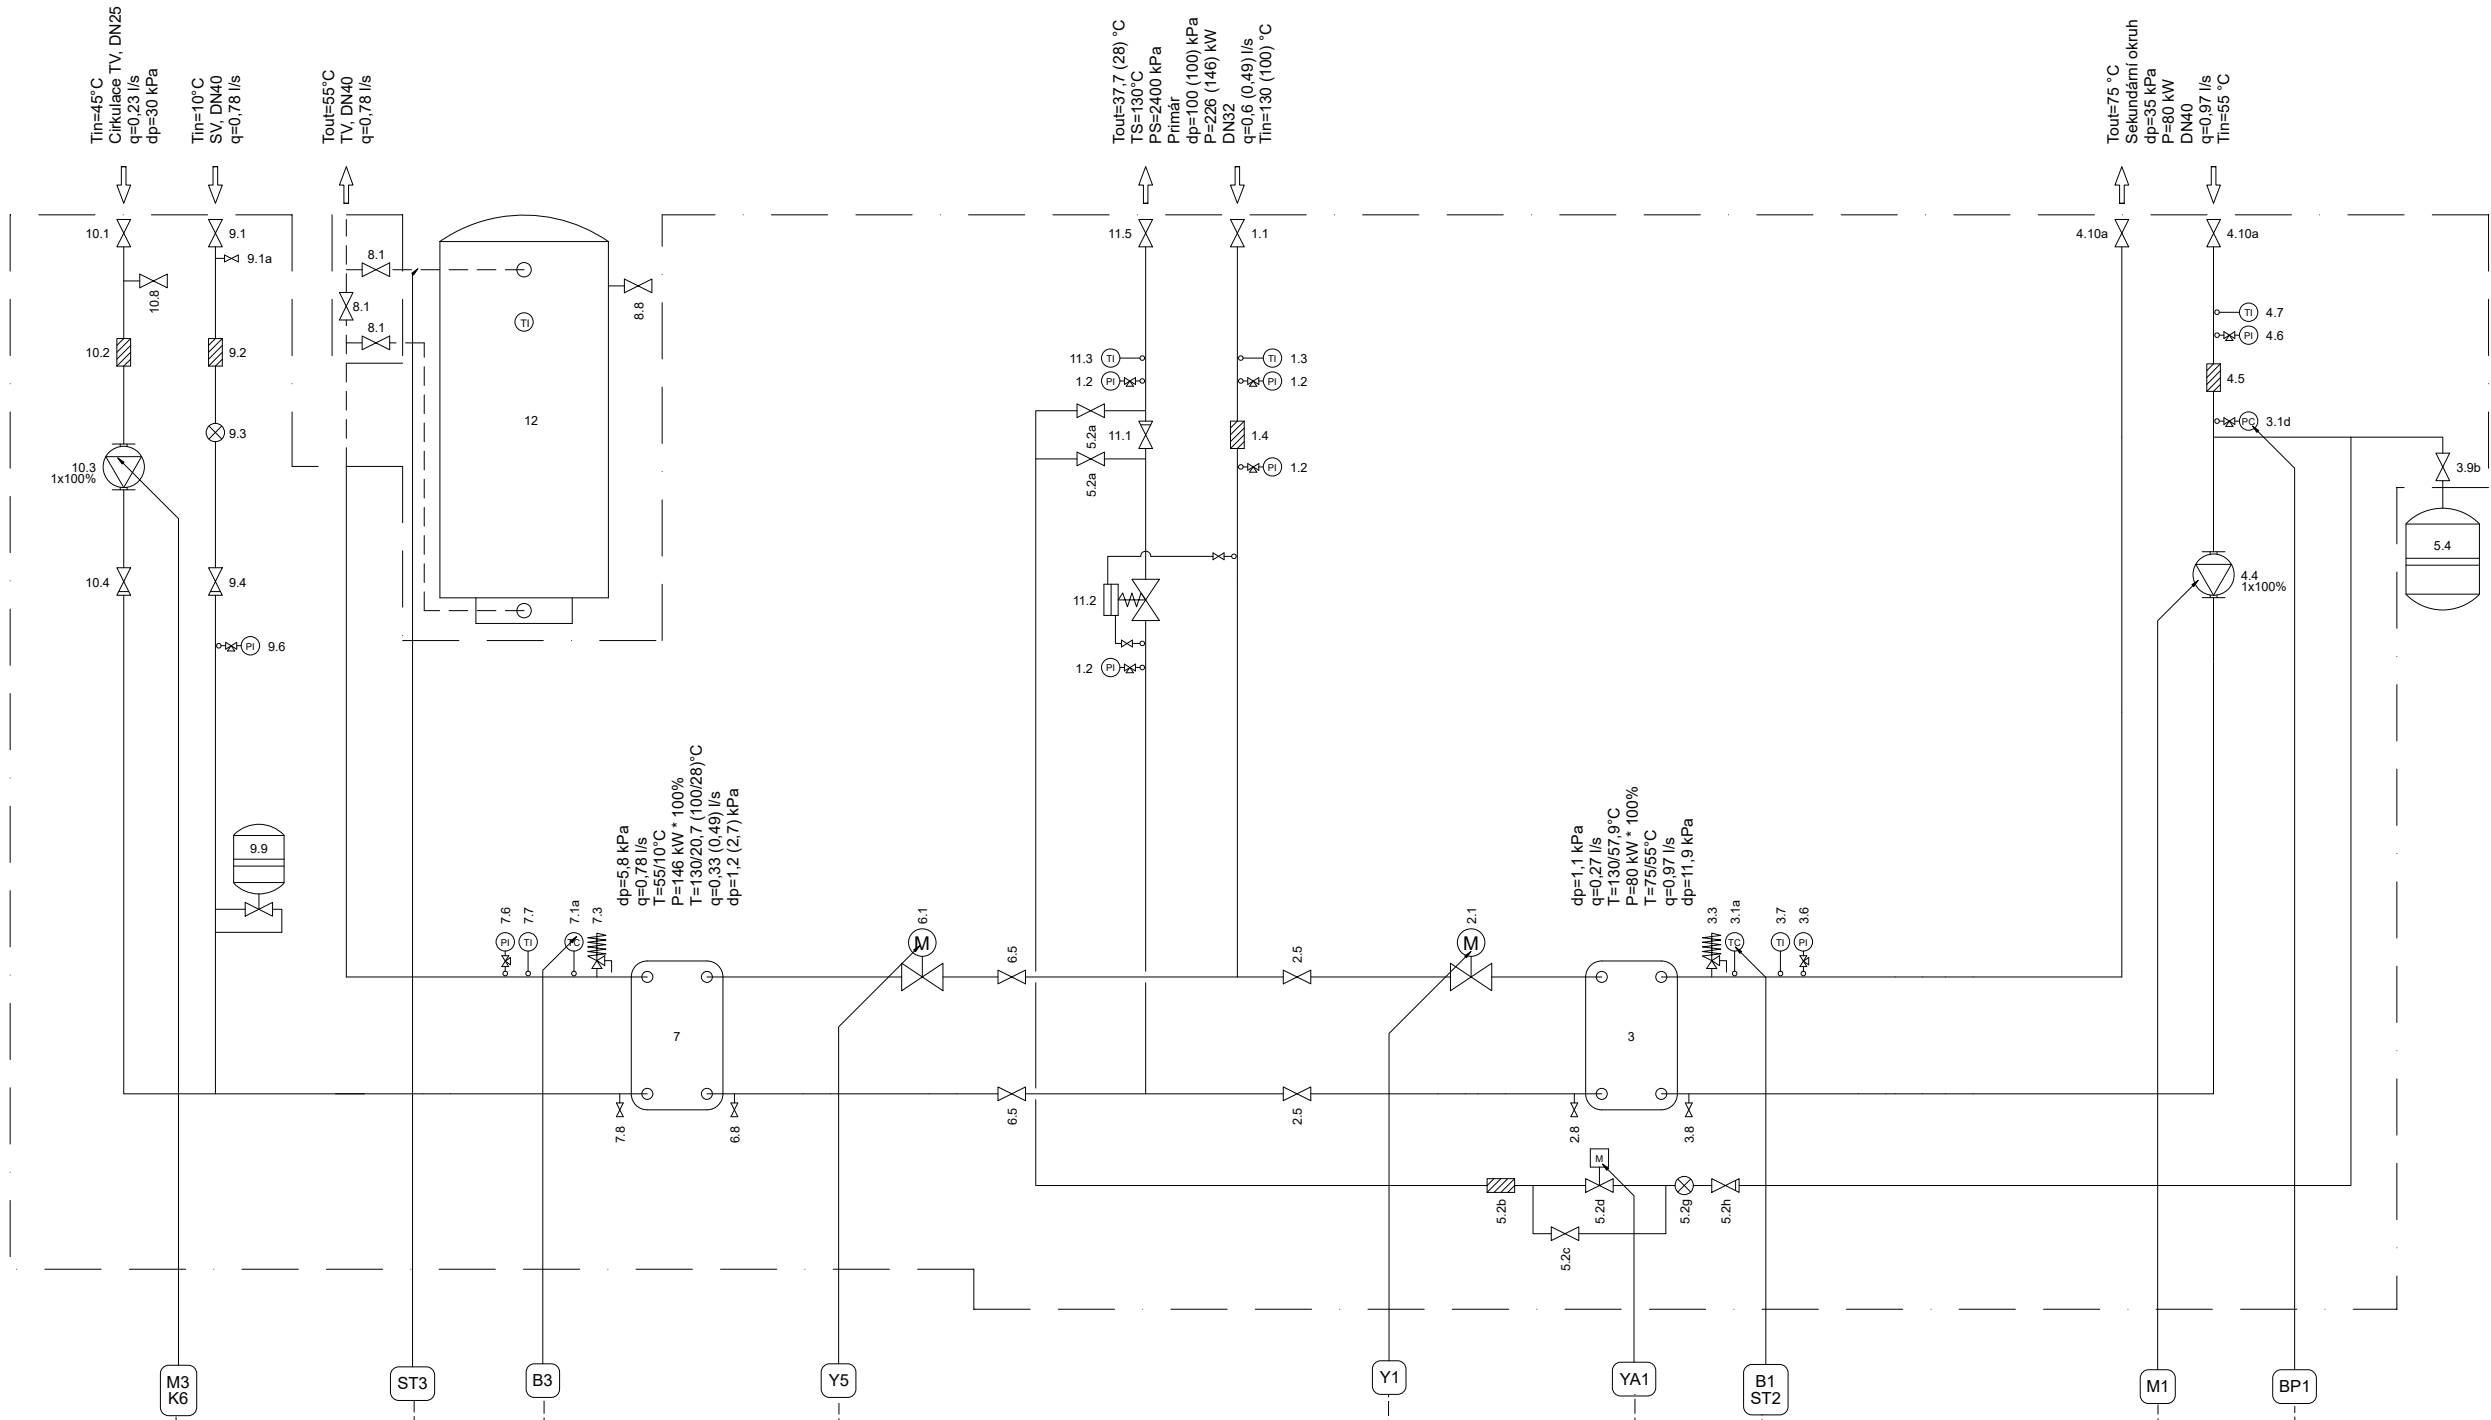 Tin=45°C
Cirkulace TV, DN25
q=0,23 l/s
dp=30 kPa
Tin=10°C
SV, DN40
q=0,78 l/s
Tout=55°C
TV, DN40
q=0,78 l/s
Tout=37,7 (28) °C
TS=130°C
PS=2400 kPa
Primár
dp=100 (100) kPa
P=226 (146) kW
DN32
q=0,6 (0,49) l/s
Tin=130 (100) °C
Tout=75 °C
Sekundární okruh
dp=35 kPa
P=80 kW
DN40
q=0,97 l/s
Tin=55 °C
10.1
9.1
9.1a
10.8
8.1
8.1
8.1
8.8
TI
10.2
9.2
12
9.3
10.3
1x100%
10.4
9.4
PI 9.6
11.5
1.1
4.10a
4.10a
11.3 TI
TI 1.3
1.2 PI
PI 1.2
5.2a
11.1
1.4
5.2a
PI 1.2
11.2
1.2 PI
TI 4.7
PI 4.6
4.5
PC 3.1d
3.9b
5.4
4.4
1x100%
9.9
dp=5,8 kPa
q=0,78 l/s
T=55/10°C
P=146 kW * 100%
T=130/20,7 (100/28)°C
q=0,33 (0,49) l/s
dp=1,2 (2,7) kPa
dp=1,1 kPa
q=0,27 l/s
T=130/57,9°C
P=80 kW * 100%
T=75/55°C
q=0,97 l/s
dp=11,9 kPa
7.6
7.7
7.1a
7.3
PI
TI
TC
6.1
M
6.5
2.5
2.1
M
3.3
3.1a
3.7
3.6
TC
TI
PI
7
3
7.8
6.8
6.5
2.5
2.8
3.8
M
5.2b
5.2d
5.2g
5.2h
5.2c
M3
K6
ST3
B3
Y5
Y1
YA1
B1
ST2
M1
BP1